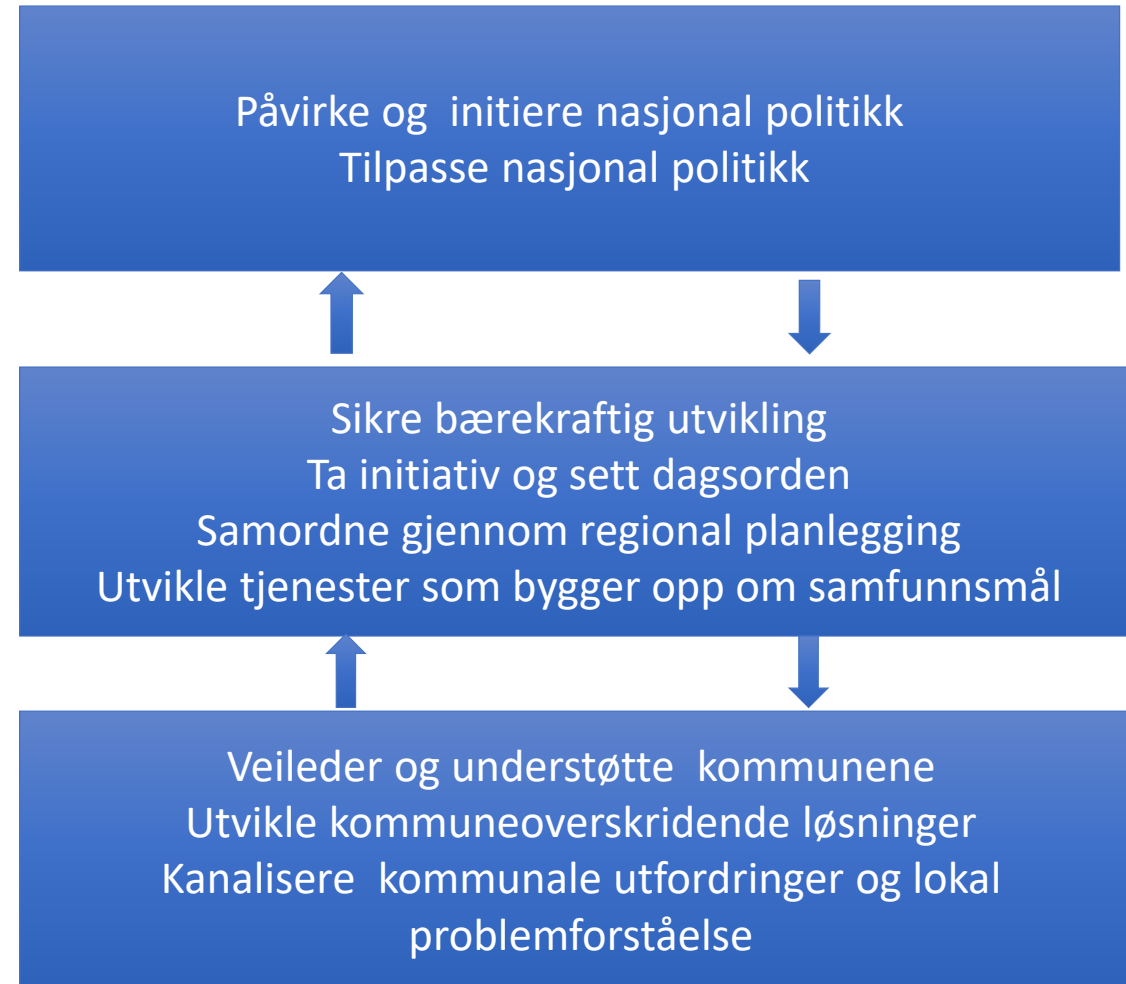 Påvirke og  initiere nasjonal politikk
Tilpasse nasjonal politikk
Sikre bærekraftig utvikling
Ta initiativ og sett dagsorden
Samordne gjennom regional planlegging
Utvikle tjenester som bygger opp om samfunnsmål
Veileder og understøtte  kommunene
Utvikle kommuneoverskridende løsninger
Kanalisere  kommunale utfordringer og lokal
problemforståelse